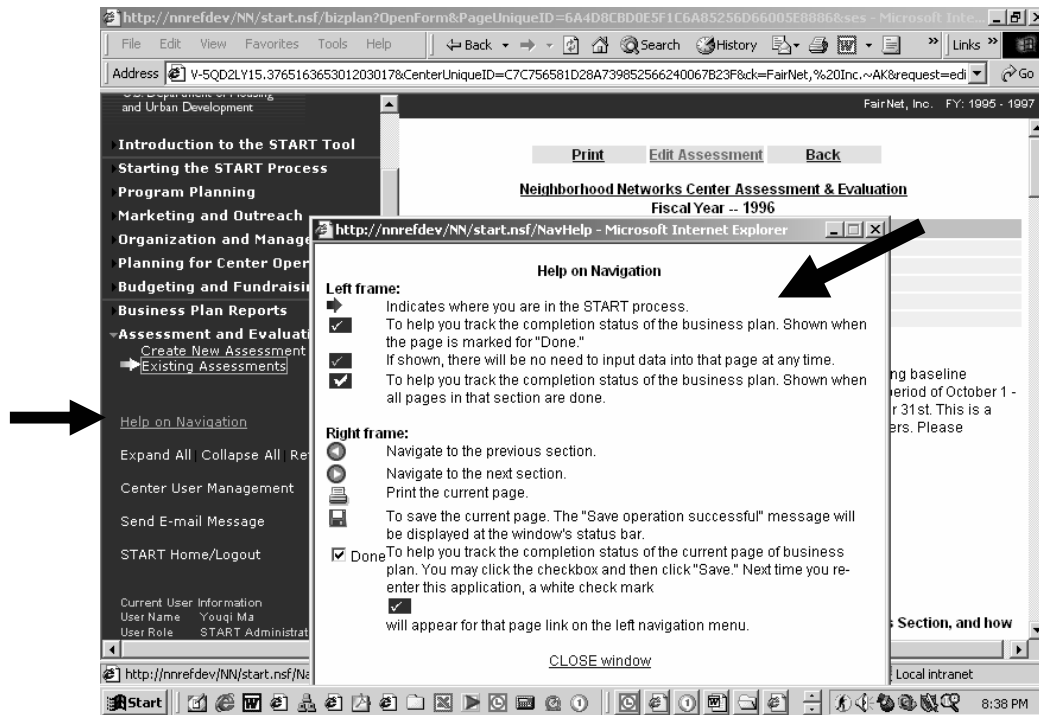 http://nnrefdev/NN/start.nsf/bizplan?OpenForm&PageUniqueID=6A4D8CBD0E5F1C6A85256D66005E8886&ses - Microsoft Inte...
File Edit View Favorites Tools Help
Back Search History Links
Address V-5QD2LY15.376516365301203017&CenterUniqueID=C7C756581D28A739852566240067B23F&ck=FairNet,%20Inc.~AK&request=edi Go
U.S. Department of Housing
and Urban Development
FairNet, Inc. FY: 1995 - 1997
Introduction to the START Tool
Starting the START Process
Program Planning
Marketing and Outreach
Organization and Manage
Planning for Center Oper
Budgeting and Fundraisin
Business Plan Reports
Assessment and Evaluati
Create New Assessment
Existing Assessments
Help on Navigation
Expand All | Collapse All | Re
Center User Management
Send E-mail Message
START Home/Logout
Current User Information
User Name Youqi Ma
User Role START Administrat
Print Edit Assessment Back
Neighborhood Networks Center Assessment & Evaluation
Fiscal Year -- 1996
http://nnrefdev/NN/start.nsf/NavHelp - Microsoft Internet Explorer
Help on Navigation
Left frame:
Indicates where you are in the START process.
To help you track the completion status of the business plan. Shown when
the page is marked for "Done."
If shown, there will be no need to input data into that page at any time.
To help you track the completion status of the business plan. Shown when
all pages in that section are done.
Right frame:
Navigate to the previous section.
Navigate to the next section.
Print the current page.
To save the current page. The "Save operation successful" message will
be displayed at the window's status bar.
Done To help you track the completion status of the current page of business
plan. You may click the checkbox and then click "Save." Next time you re-
enter this application, a white check mark
will appear for that page link on the left navigation menu.
CLOSE window
ng baseline
period of October 1 -
r 31st. This is a
ers. Please
s Section, and how
http://nnrefdev/NN/start.nsf/Na
Local intranet
Start
8:38 PM